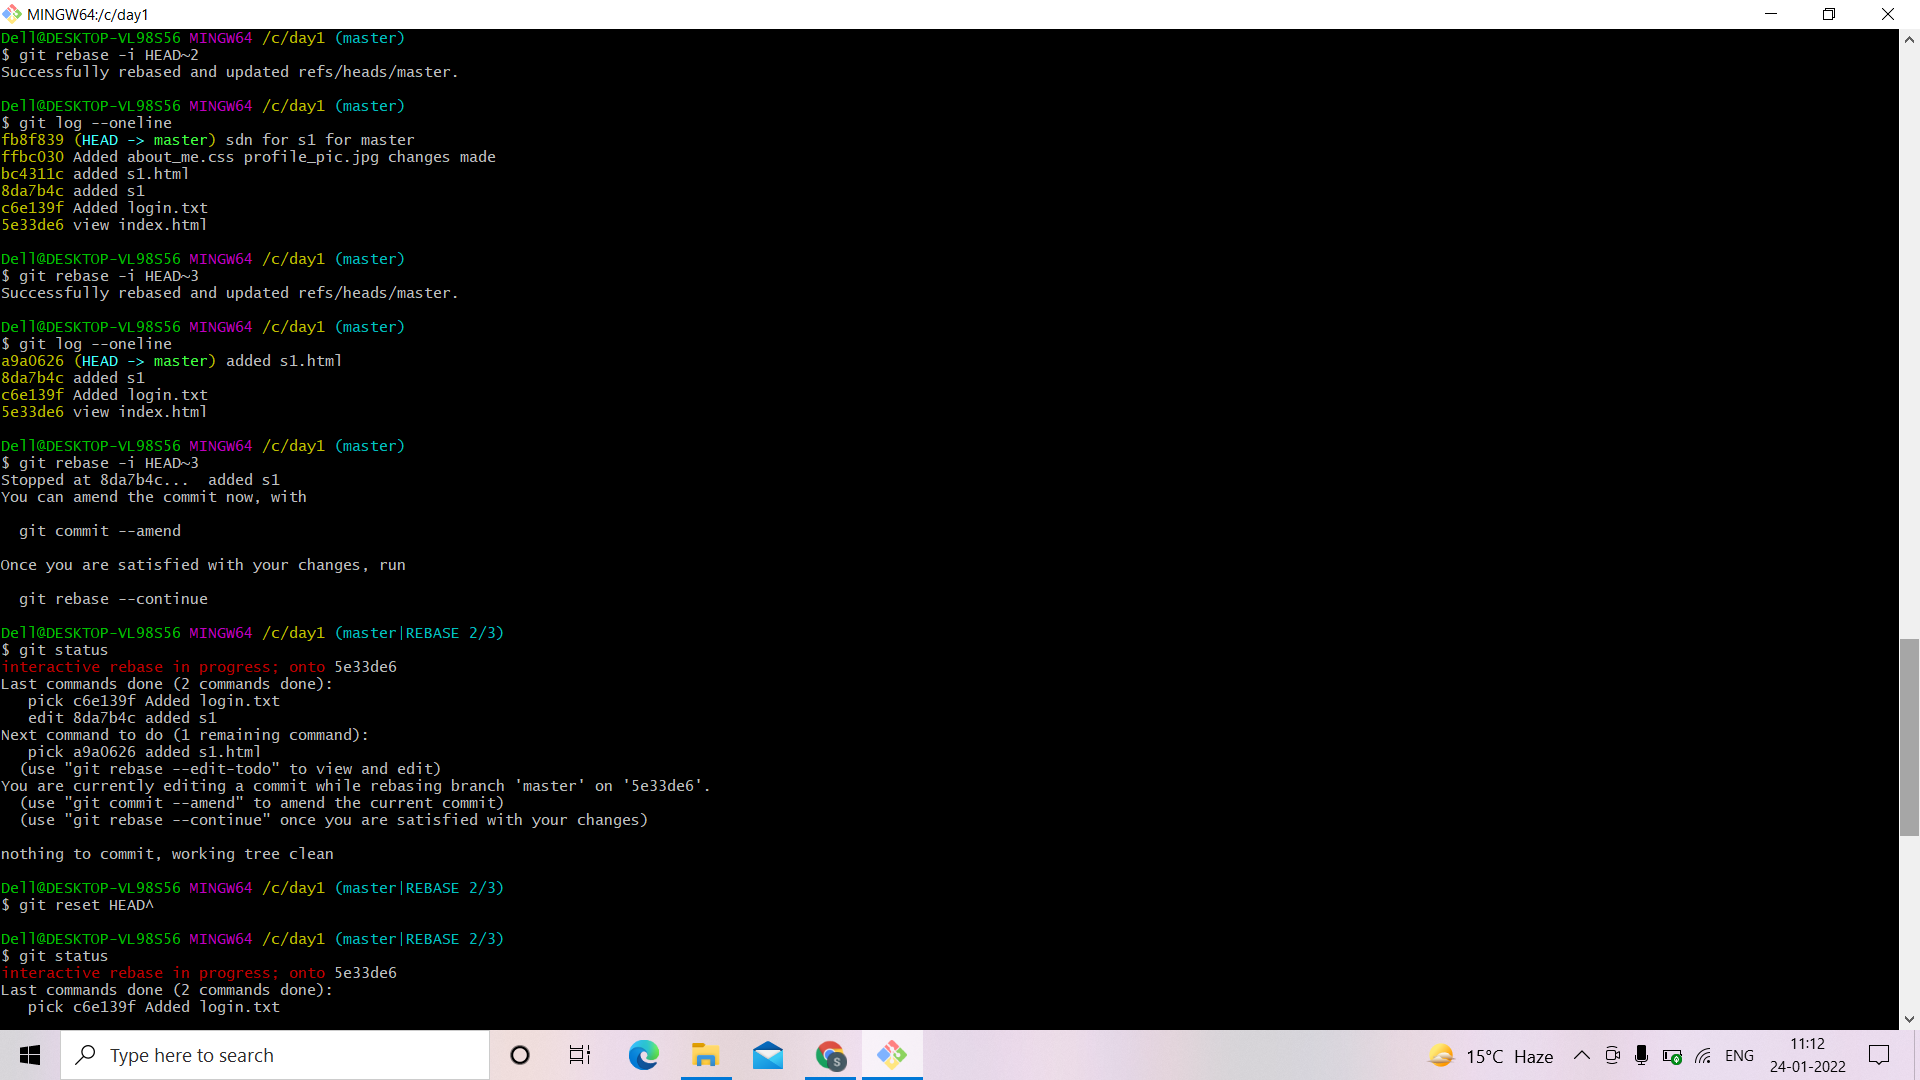 MINGW64:/c/day1
Dell@DESKTOP-VL98S56 MINGW64 /c/day1 (master)
$ git rebase -i HEAD~2
Successfully rebased and updated refs/heads/master.
Dell@DESKTOP-VL98S56 MINGW64 /c/day1 (master)
$ git log --oneline
fb8f839 (HEAD -> master) sdn for s1 for master
ffbc030 Added about_me.css profile_pic.jpg changes made
bc4311c added s1.html
8da7b4c added s1
c6e139f Added login.txt
5e33de6 view index.html
Dell@DESKTOP-VL98S56 MINGW64 /c/day1 (master)
$ git rebase -i HEAD~3
Successfully rebased and updated refs/heads/master.
Dell@DESKTOP-VL98S56 MINGW64 /c/day1 (master)
$ git log --oneline
a9a0626 (HEAD -> master) added s1.html
8da7b4c added s1
c6e139f Added login.txt
5e33de6 view index.html
Dell@DESKTOP-VL98S56 MINGW64 /c/day1 (master)
$ git rebase -i HEAD~3
Stopped at 8da7b4c...  added s1
You can amend the commit now, with
git commit --amend
Once you are satisfied with your changes, run
git rebase --continue
Dell@DESKTOP-VL98S56 MINGW64 /c/day1 (master|REBASE 2/3)
$ git status
interactive rebase in progress; onto 5e33de6
Last commands done (2 commands done):
pick c6e139f Added login.txt
edit 8da7b4c added s1
Next command to do (1 remaining command):
pick a9a0626 added s1.html
(use "git rebase --edit-todo" to view and edit)
You are currently editing a commit while rebasing branch 'master' on '5e33de6'.
(use "git commit --amend" to amend the current commit)
(use "git rebase --continue" once you are satisfied with your changes)
nothing to commit, working tree clean
Dell@DESKTOP-VL98S56 MINGW64 /c/day1 (master|REBASE 2/3)
$ git reset HEAD^
Dell@DESKTOP-VL98S56 MINGW64 /c/day1 (master|REBASE 2/3)
$ git status
interactive rebase in progress; onto 5e33de6
Last commands done (2 commands done):
pick c6e139f Added login.txt
Type here to search
S
15°C Haze
ENG
11:12
24-01-2022